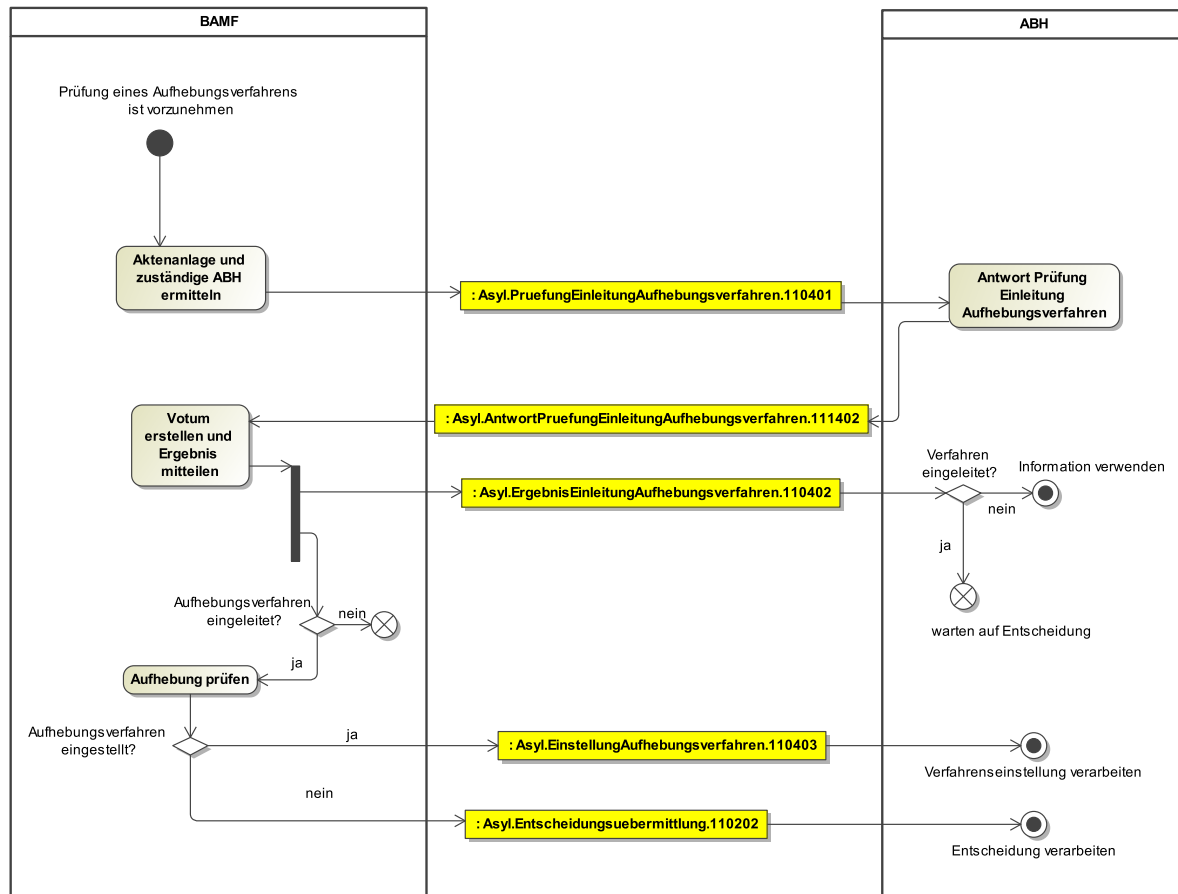 BAMF
ABH
Prüfung eines Aufhebungsverfahrens
ist vorzunehmen
Aktenanlage und
zuständige ABH
ermitteln
: Asyl.PruefungEinleitungAufhebungsverfahren.110401
Antwort Prüfung
Einleitung
Aufhebungsverfahren
Votum
erstellen und
Ergebnis
mitteilen
: Asyl.AntwortPruefungEinleitungAufhebungsverfahren.111402
: Asyl.ErgebnisEinleitungAufhebungsverfahren.110402
Verfahren
eingeleitet?
Information verwenden
nein
ja
warten auf Entscheidung
Aufhebungsverfahren
eingeleitet?
nein
ja
Aufhebung prüfen
Aufhebungsverfahren
eingestellt?
ja
: Asyl.EinstellungAufhebungsverfahren.110403
Verfahrenseinstellung verarbeiten
nein
: Asyl.Entscheidungsuebermittlung.110202
Entscheidung verarbeiten